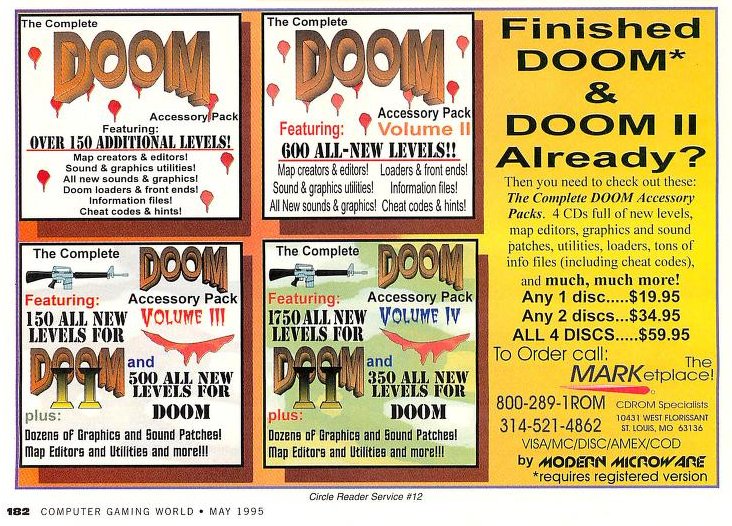 The Complete
DOOM
Accessory Pack
Featuring:
OVER 150 ADDITIONAL LEVELS!
Map creators & editors!
Sound & graphics utilities!
All new sounds & graphics!
Doom loaders & front ends!
Information files!
Cheat codes & hints!
The Complete
DOOM
Accessory Pack
Featuring: Volume II
600 ALL-NEW LEVELS!!
Map creators & editors! Loaders & front ends!
Sound & graphics utilities! Information files!
All New sounds & graphics! Cheat codes & hints!
The Complete
DOOM
Featuring: Accessory Pack
150 ALL NEW VOLUME III
LEVELS FOR
DOOM II and
500 ALL NEW
LEVELS FOR
plus: DOOM
Dozens of Graphics and Sound Patches!
Map Editors and Utilities and more!!!
The Complete
DOOM
Featuring: Accessory Pack
1750 ALL NEW VOLUME IV
LEVELS FOR
DOOM II and
350 ALL NEW
LEVELS FOR
plus: DOOM
Dozens of Graphics and Sound Patches!
Map Editors and Utilities and more!!!
Finished
DOOM*
&
DOOM II
Already?
Then you need to check out these:
The Complete DOOM Accessory
Packs. 4 CDs full of new levels,
map editors, graphics and sound
patches, utilities, loaders, tons of
info files (including cheat codes),
and much, much more!
Any 1 disc.....$19.95
Any 2 discs....$34.95
ALL 4 DISCS.....$59.95
To Order call:
The
MARKetplace!
800-289-1ROM CDROM Specialists
10431 WEST FLORISSANT
314-521-4862 ST. LOUIS, MO 63136
VISA/MC/DISC/AMEX/COD
by MODERN MICROWARE
*requires registered version
Circle Reader Service #12
182 COMPUTER GAMING WORLD • MAY 1995